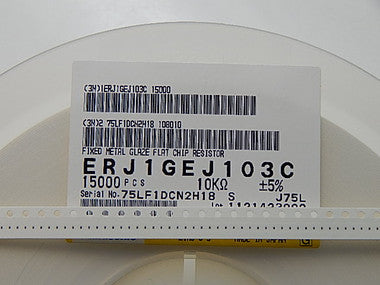 (3N)1ERJ1GEJ103C 15000
(3N)2 75LF1DCN2H18 108010
FIXED METAL GLAZE FLAT CHIP RESISTOR
ERJ1GEJ103C
15000 PCS 10KΩ ±5%
Serial No. 75LF1DCN2H18 S J75L
MADE IN JAPAN G